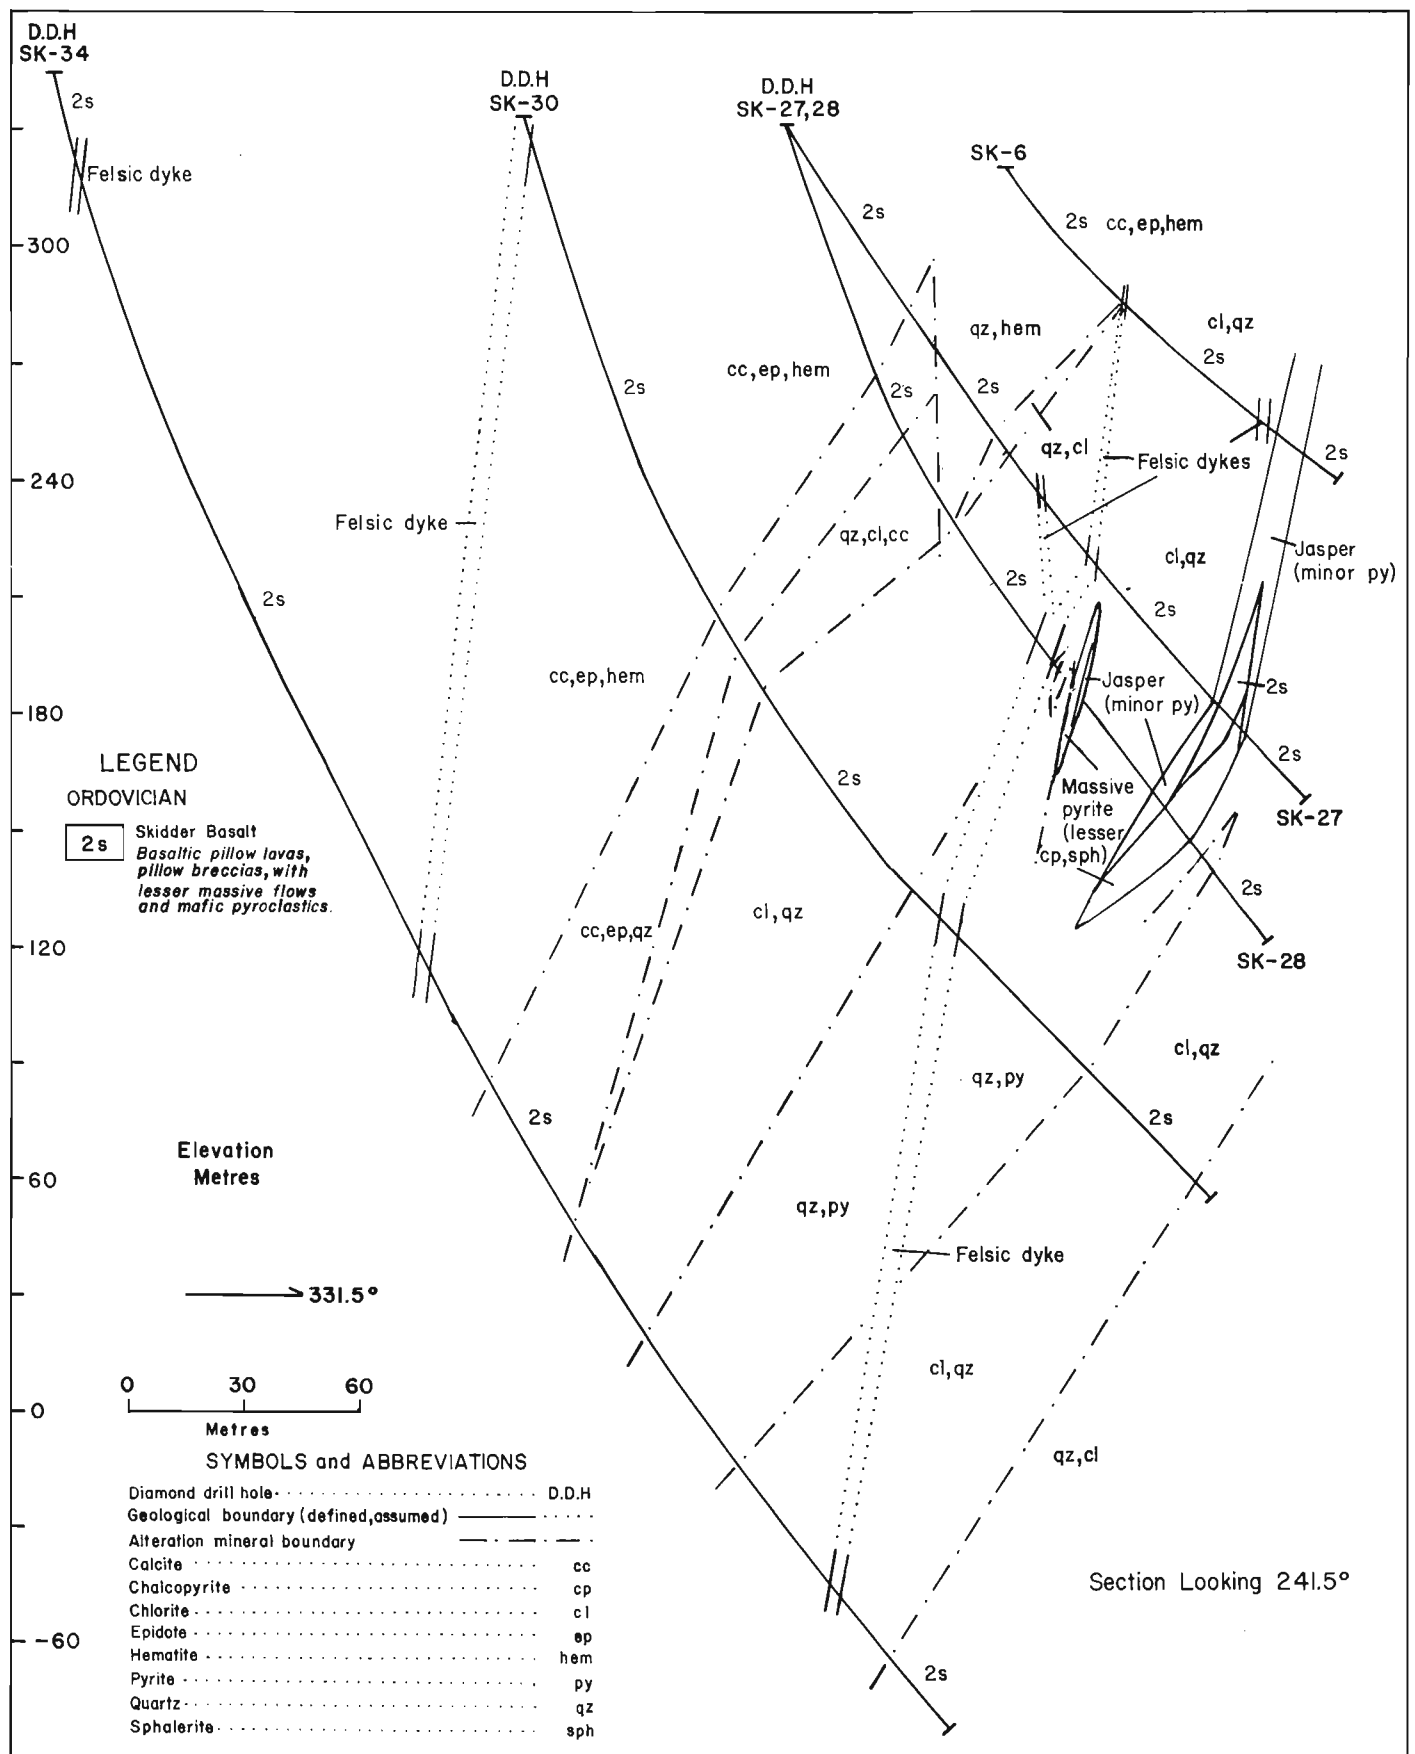 D.D.H
SK-34
2s
Felsic dyke
D.D.H
SK-30
D.D.H
SK-27,28
SK-6
2s
2s cc,ep,hem
300
qz,hem
cl,qz
2s
cc,ep,hem
2s
2s
2s
qz,cl
Felsic dykes
2s
240
Felsic dyke
qz,cl,cc
cl,qz
Jasper
(minor py)
2s
2s
2s
cc,ep,hem
Jasper
(minor py)
2s
180
2s
2s
LEGEND
ORDOVICIAN
2s
Skidder Basalt
Basaltic pillow lavas,
pillow breccias, with
lesser massive flows
and mafic pyroclastics.
Massive
pyrite
(lesser
cp,sph)
SK-27
2s
cl,qz
cc,ep,qz
120
SK-28
cl,qz
qz,py
2s
2s
Elevation
Metres
60
qz,py
Felsic dyke
331.5°
cl,qz
0 30 60
Metres
0
qz,cl
SYMBOLS and ABBREVIATIONS
Diamond drill hole D.D.H
Geological boundary (defined,assumed)
Alteration mineral boundary
Calcite cc
Chalcopyrite cp
Chlorite cl
Epidote ep
Hematite hem
Pyrite py
Quartz qz
Sphalerite sph
Section Looking 241.5°
-60
2s